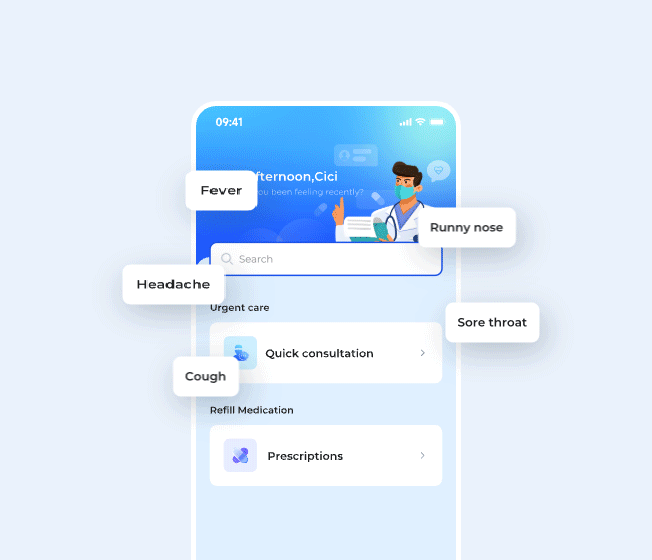 09:41
fternoon,Cici
you been feeling recently?
Fever
Runny nose
Search
Headache
Urgent care
Sore throat
Quick consultation
Cough
Refill Medication
Prescriptions